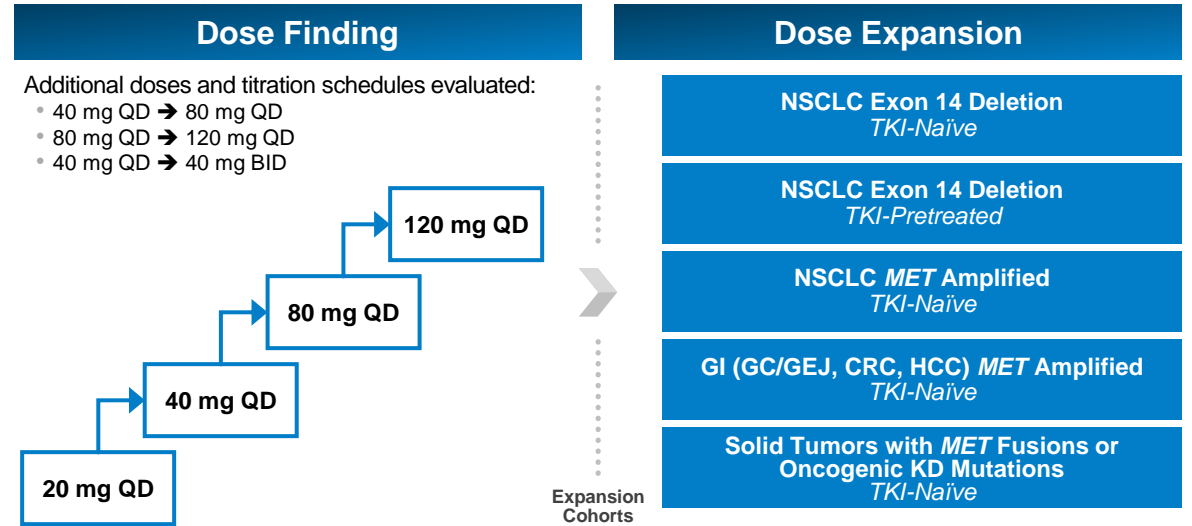 Dose Finding
Additional doses and titration schedules evaluated:
• 40 mg QD ➔ 80 mg QD
• 80 mg QD ➔ 120 mg QD
• 40 mg QD ➔ 40 mg BID
120 mg QD
80 mg QD
40 mg QD
20 mg QD
Expansion
Cohorts
Dose Expansion
NSCLC Exon 14 Deletion
TKI-Naïve
NSCLC Exon 14 Deletion
TKI-Pretreated
NSCLC MET Amplified
TKI-Naïve
GI (GC/GEJ, CRC, HCC) MET Amplified
TKI-Naïve
Solid Tumors with MET Fusions or
Oncogenic KD Mutations
TKI-Naïve